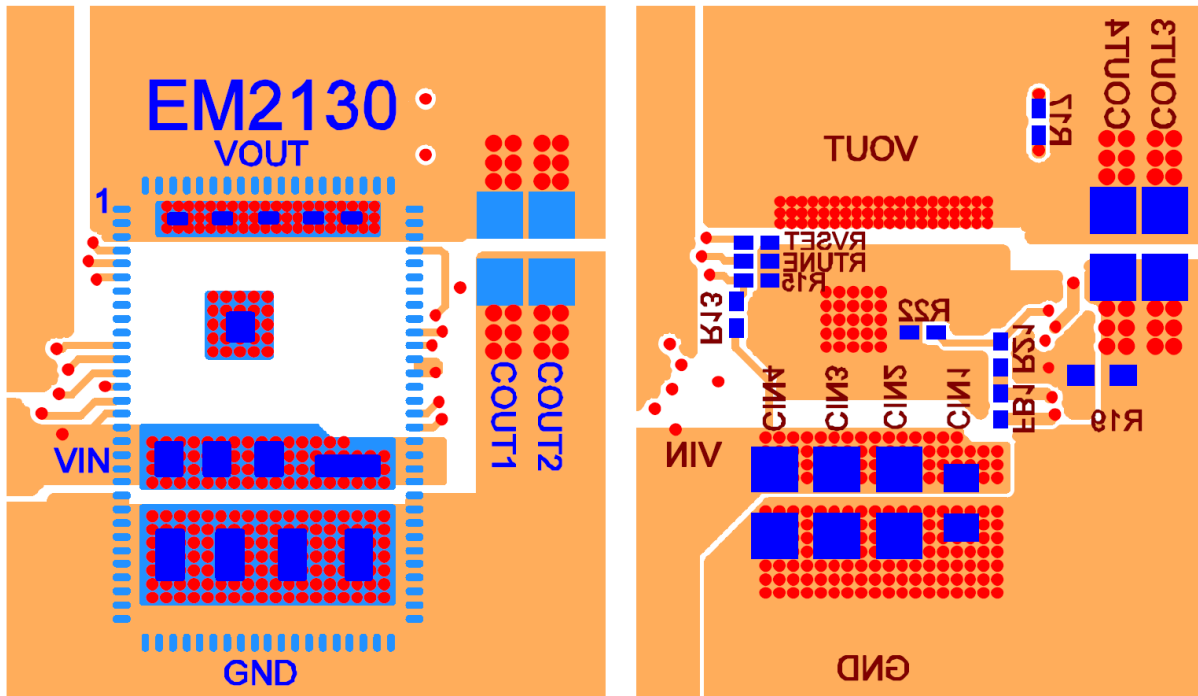 EM2130
VOUT
1
COUT1
COUT2
VIN
GND
COUT4
COUT3
R17
VOUT
RVSET
RTUNE
R15
R13
R22
R21
CIN4
CIN3
CIN2
CIN1
FB1
R19
VIN
GND